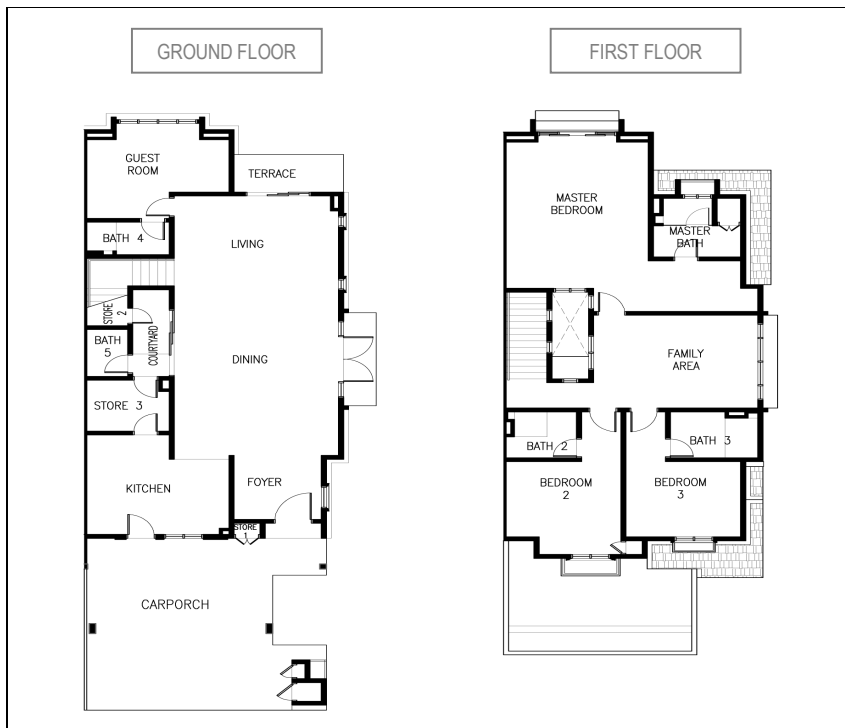 GROUND FLOOR
GUEST
ROOM
TERRACE
BATH 4
LIVING
STORE
2
COURTYARD
BATH
5
DINING
STORE 3
KITCHEN
FOYER
STORE
1
CARPORCH
FIRST FLOOR
MASTER
BEDROOM
MASTER
BATH
FAMILY
AREA
BATH 2
BATH 3
BEDROOM
2
BEDROOM
3